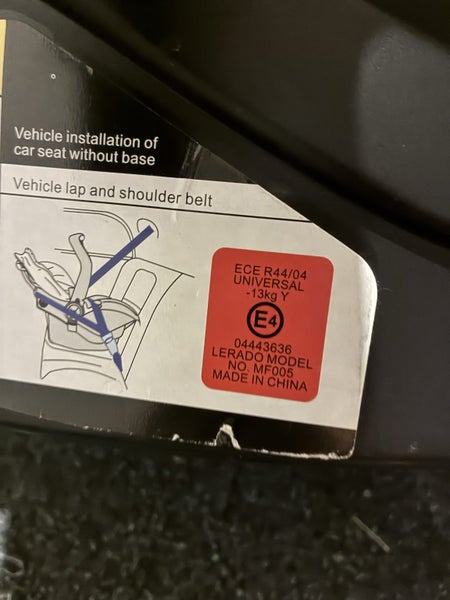 Vehicle installation of
car seat without base
Vehicle lap and shoulder belt
ECE R44/04
UNIVERSAL
-13kg Y
E4
04443636
LERADO MODEL
NO. MF005
MADE IN CHINA